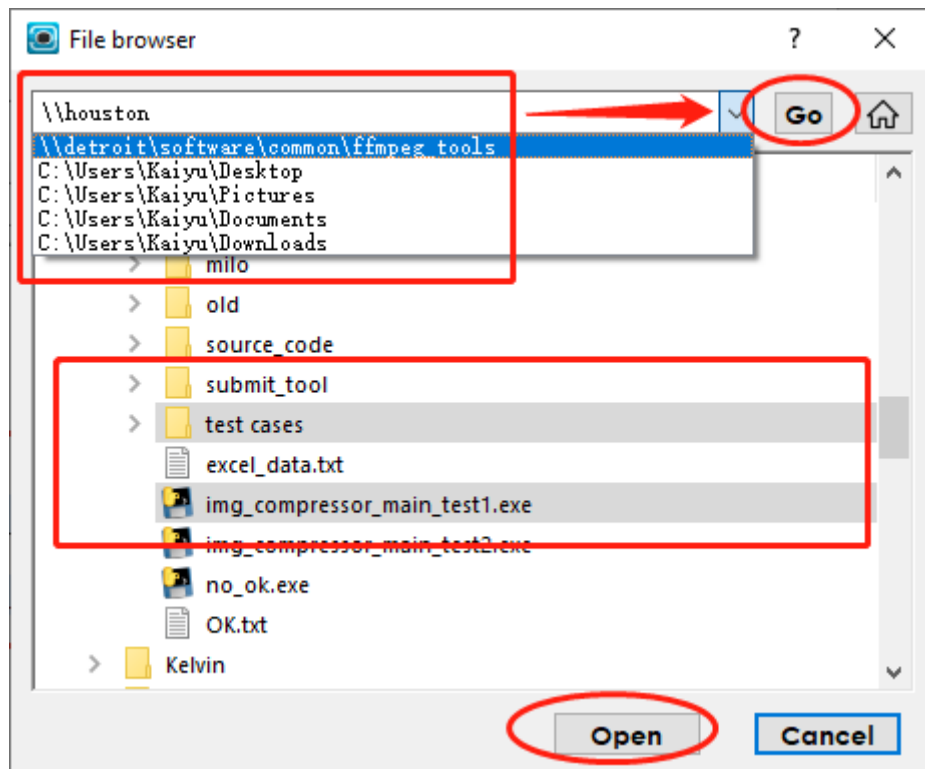 File browser
?
\\houston
Go
\\detroit\software\common\ffmpeg_tools
C:\Users\Kaiyu\Desktop
C:\Users\Kaiyu\Pictures
C:\Users\Kaiyu\Documents
C:\Users\Kaiyu\Downloads
milo
old
source_code
submit_tool
test cases
excel_data.txt
img_compressor_main_test1.exe
img_compressor_main_test2.exe
no_ok.exe
OK.txt
Kelvin
Open
Cancel